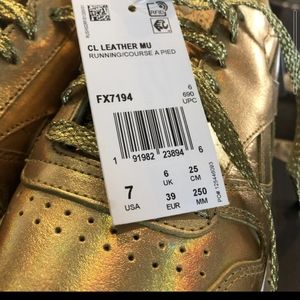 CL LEATHER MU
RUNNING/COURSE A PIED
FX7194
6
690
UPC
1 91982 23894 6
7
USA
6
UK
25
CM
39
EUR
250
MM